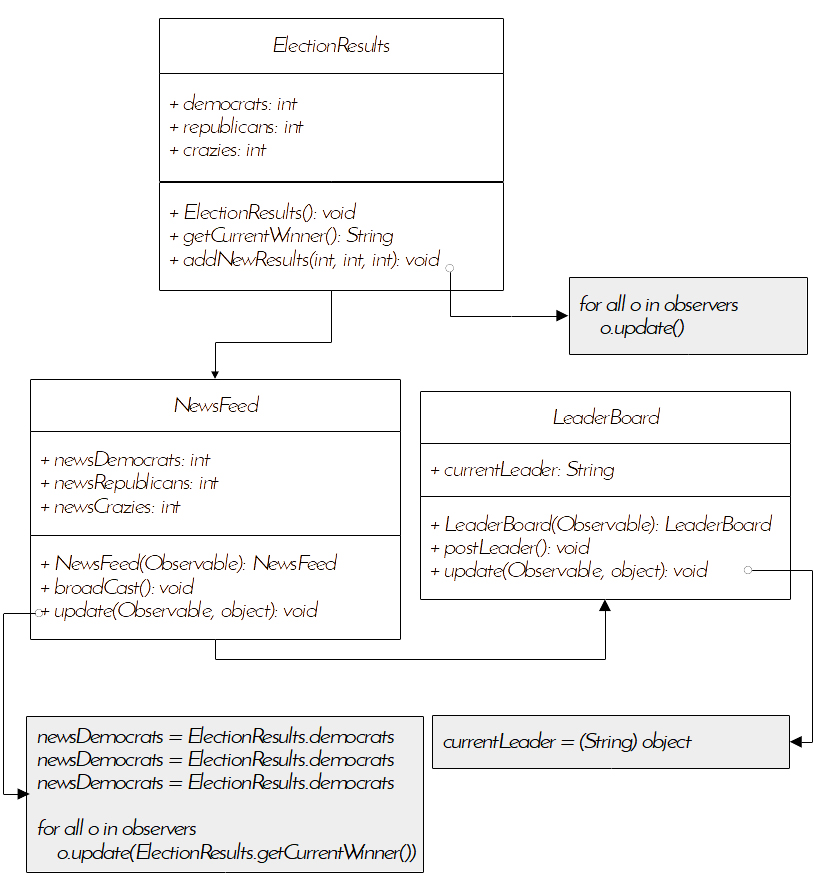 ElectionResults
+ democrats: int
+ republicans: int
+ crazies: int
+ ElectionResults(): void
+ getCurrentWinner(): String
+ addNewResults(int, int, int): void
for all o in observers
o.update()
NewsFeed
+ newsDemocrats: int
+ newsRepublicans: int
+ newsCrazies: int
+ NewsFeed(Observable): NewsFeed
+ broadCast(): void
+ update(Observable, object): void
LeaderBoard
+ currentLeader: String
+ LeaderBoard(Observable): LeaderBoard
+ postLeader(): void
+ update(Observable, object): void
newsDemocrats = ElectionResults.democrats
newsDemocrats = ElectionResults.democrats
newsDemocrats = ElectionResults.democrats
for all o in observers
o.update(ElectionResults.getCurrentWinner())
currentLeader = (String) object